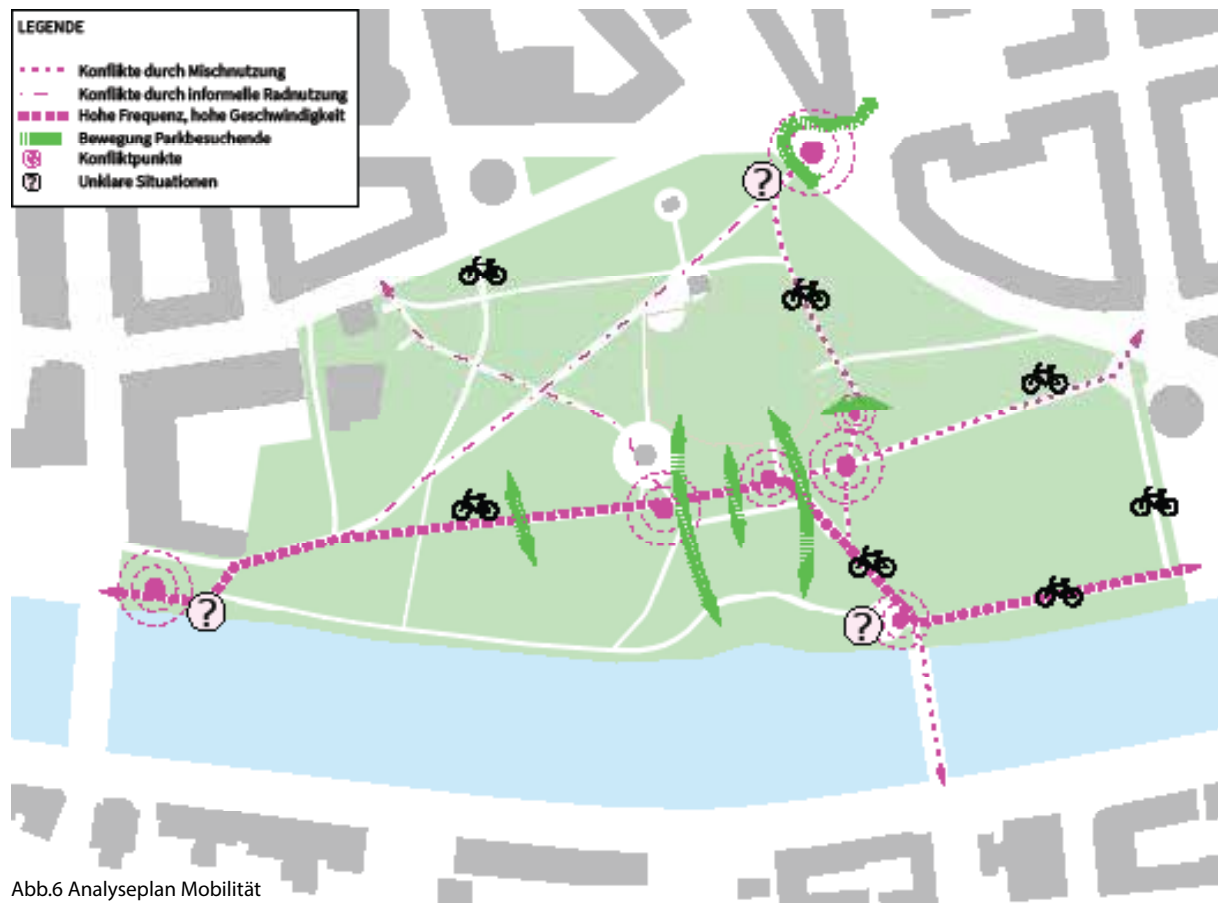 LEGENDE
Konflikte durch Mischnutzung
Konflikte durch informelle Radnutzung
Hohe Frequenz, hohe Geschwindigkeit
Bewegung Parkbesuchende
Konfliktpunkte
? Unklare Situationen
?
?
?
Abb.6 Analyseplan Mobilität